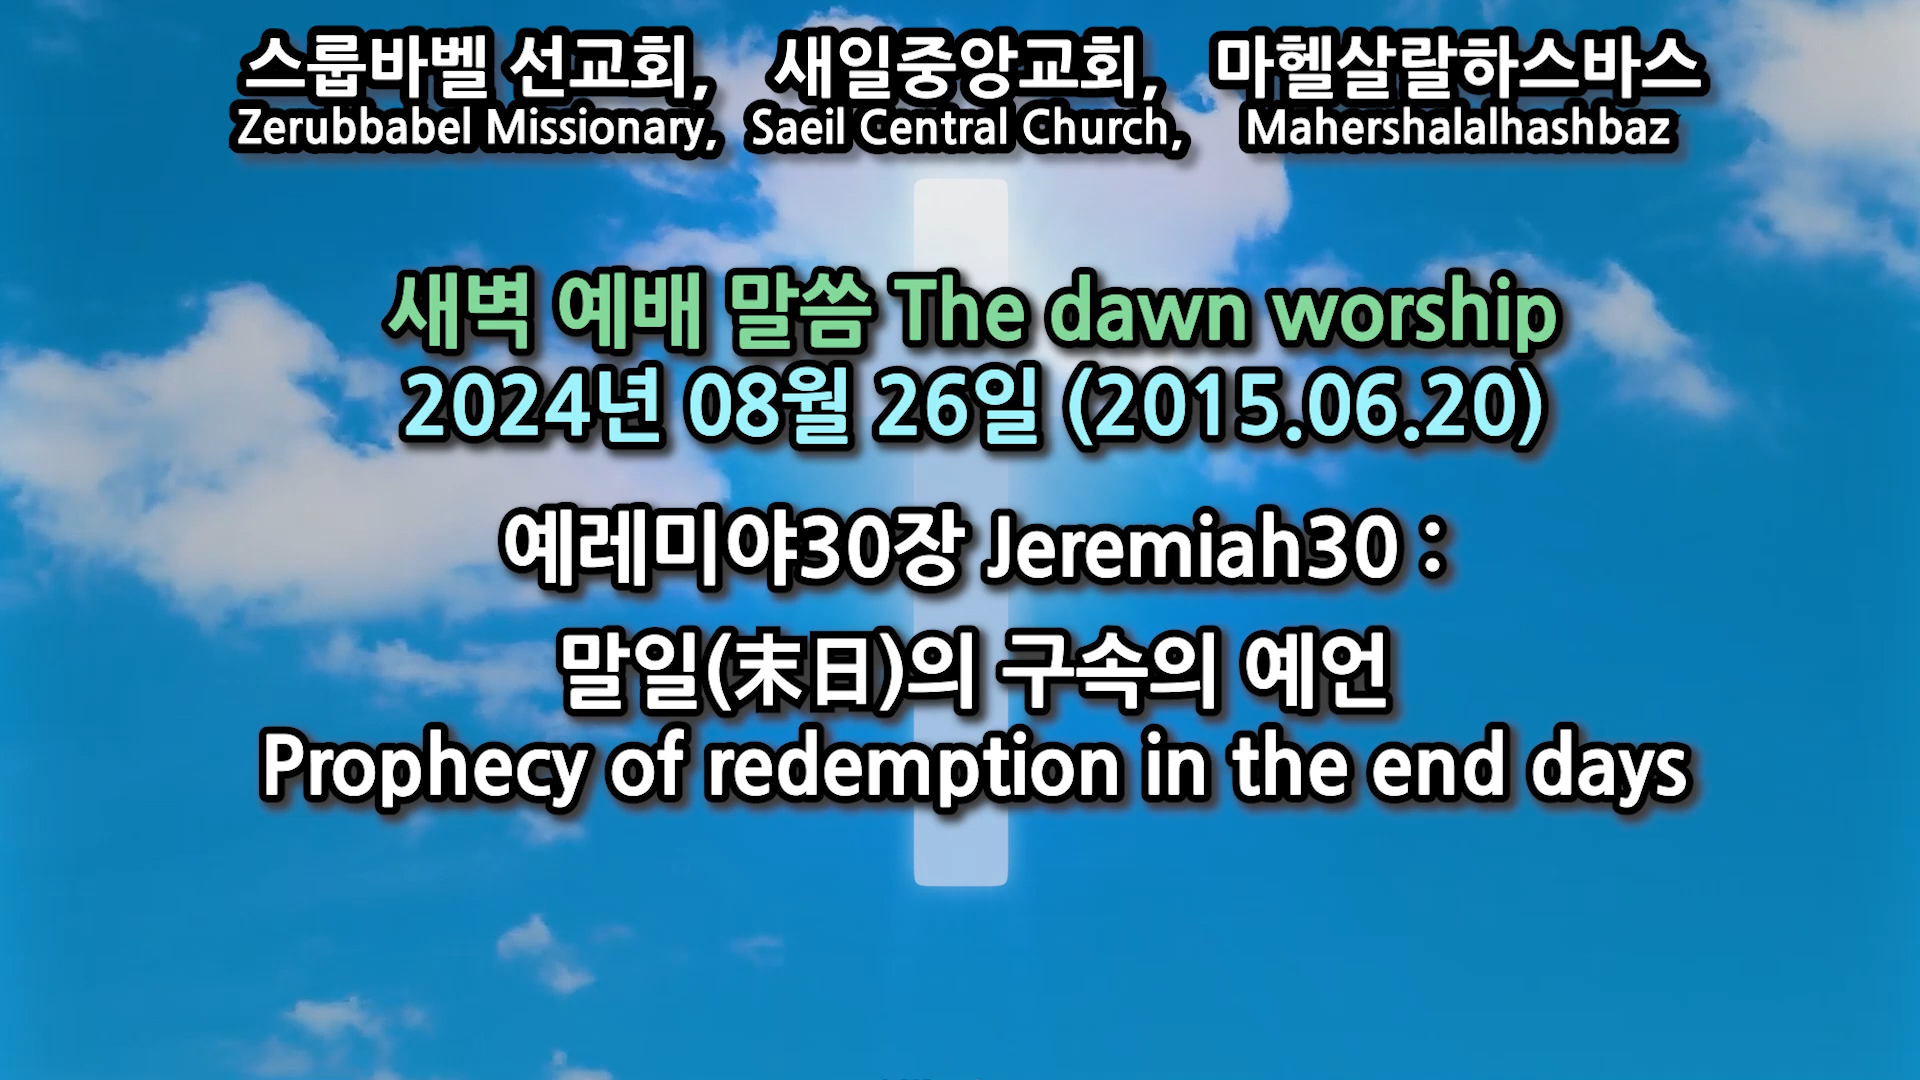 스룹바벨 선교회, 새일중앙교회, 마헬살랄하스바스
Zerubbabel Missionary, Saeil Central Church, Mahershalalhashbaz
새벽 예배 말씀 The dawn worship
2024년 08월 26일 (2015.06.20)
예레미야30장 Jeremiah30 :
말일(末日)의 구속의 예언
Prophecy of redemption in the end days